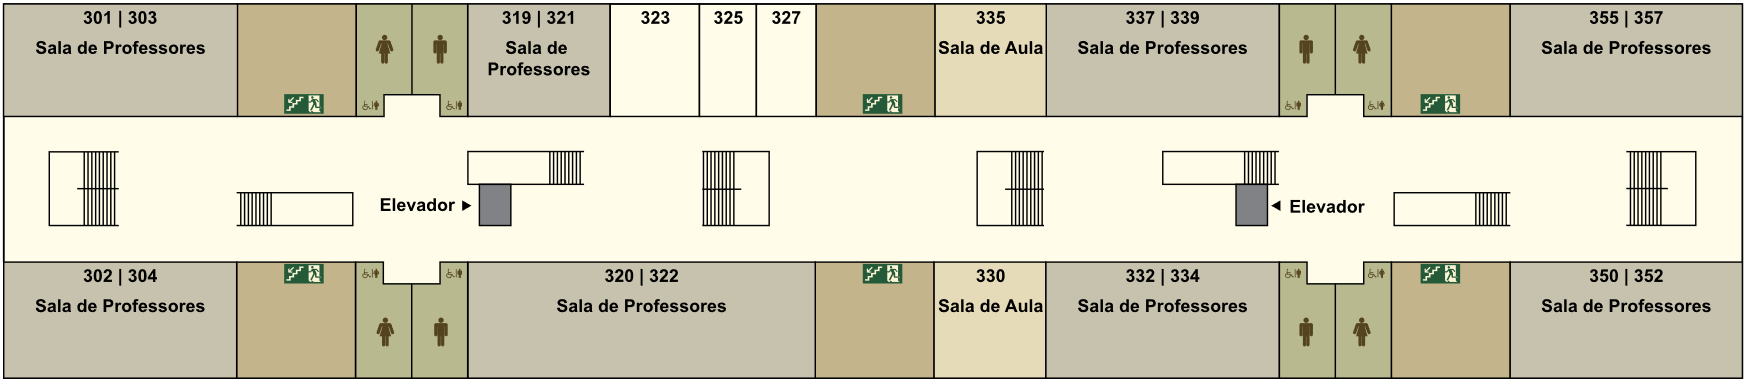 301 | 303
Sala de Professores
319 | 321
Sala de
Professores
323
325
327
335
Sala de Aula
337 | 339
Sala de Professores
355 | 357
Sala de Professores
Elevador
Elevador
302 | 304
Sala de Professores
320 | 322
Sala de Professores
330
Sala de Aula
332 | 334
Sala de Professores
350 | 352
Sala de Professores